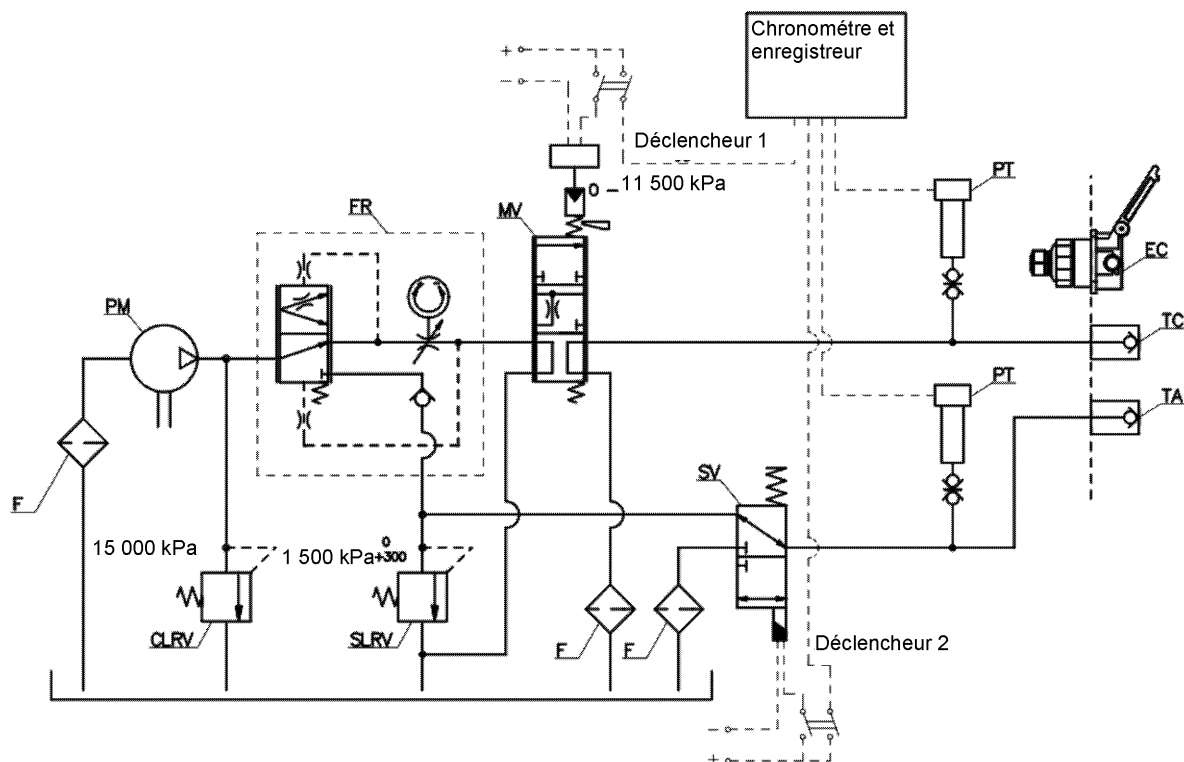 Chronométre et
enregistreur
Déclencheur 1
0 – 11 500 kPa
PT
FR
MV
EC
PM
TC
PT
TA
SV
F
15 000 kPa
1 500 kPa
0
+300
CLRV
SLRV
F
F
Déclencheur 2